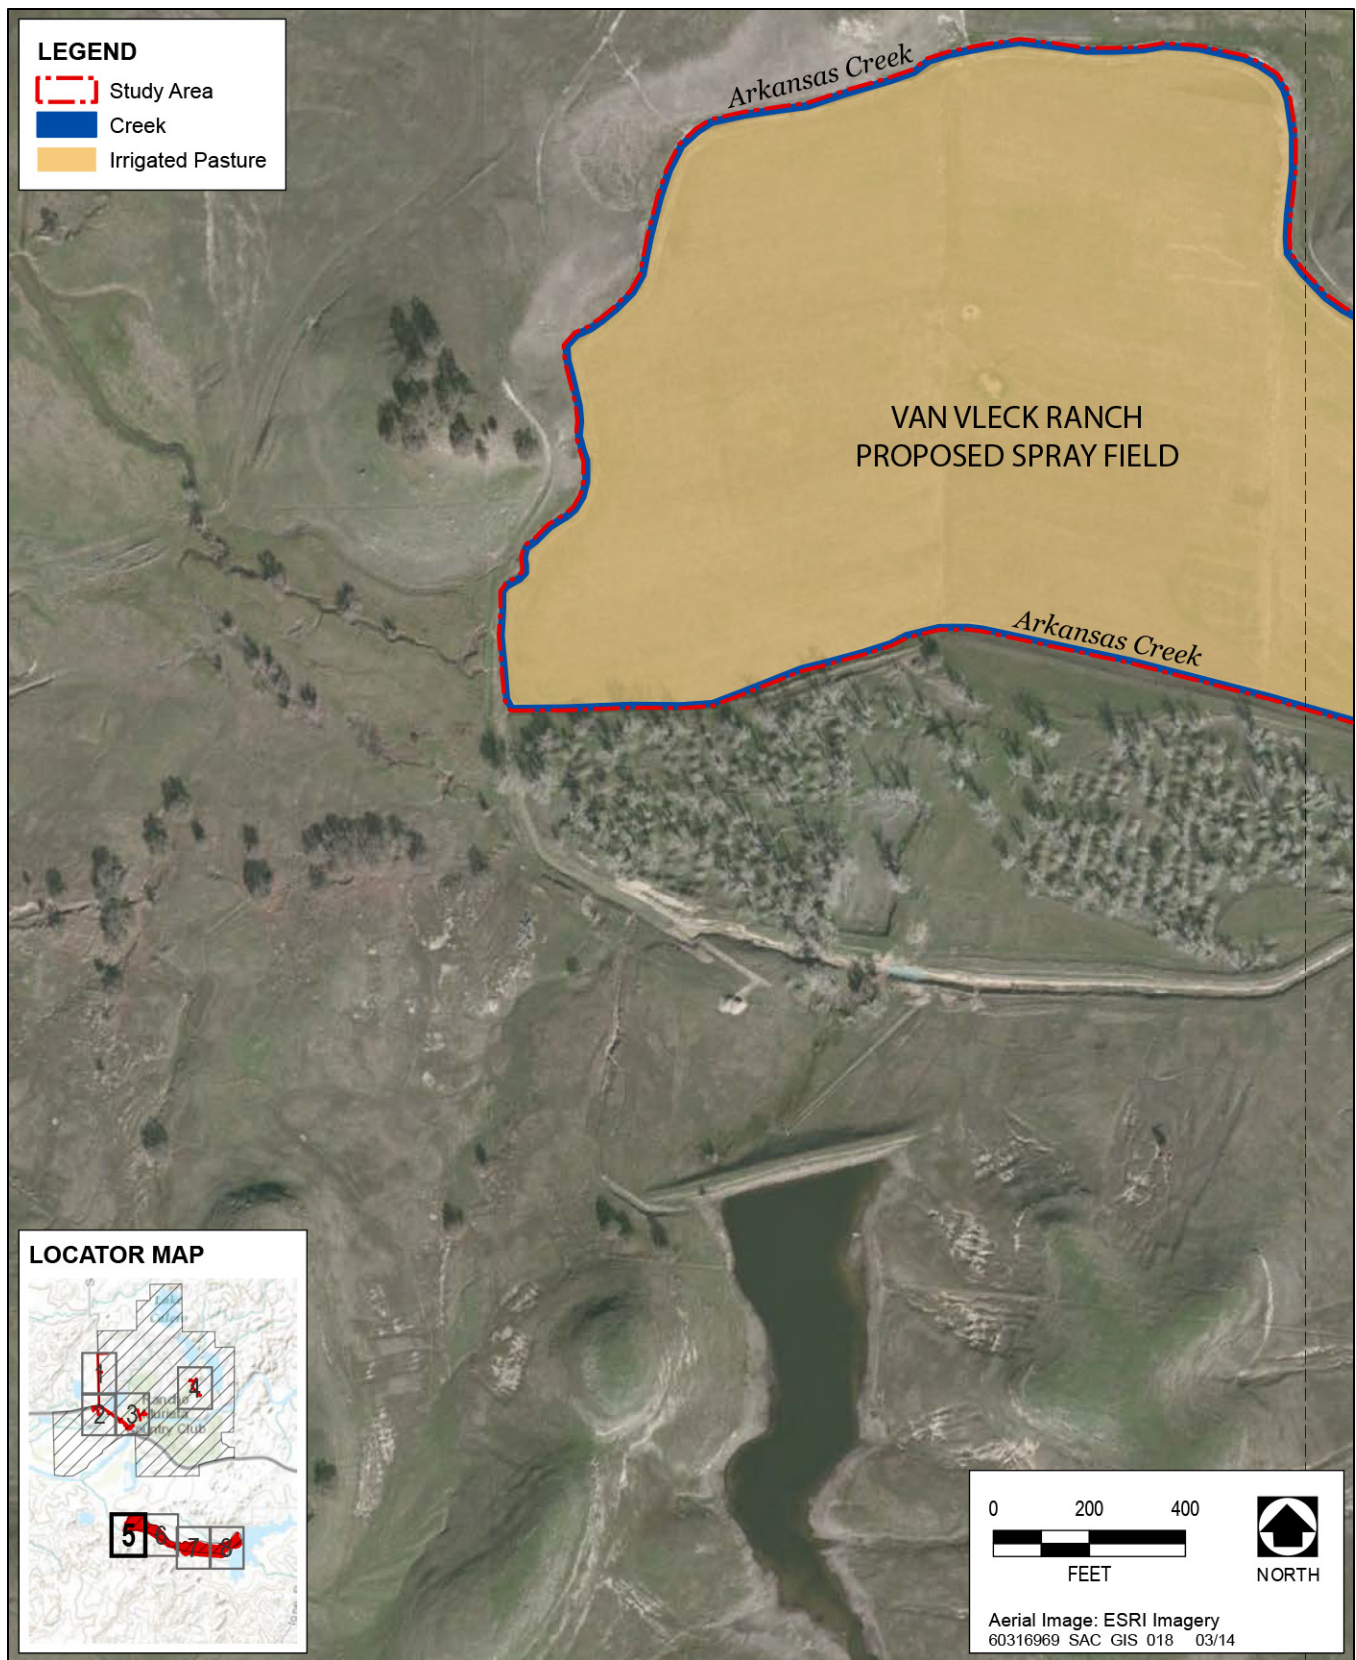 LEGEND
Study Area
Creek
Irrigated Pasture
Arkansas Creek
VAN VLECK RANCH
PROPOSED SPRAY FIELD
Arkansas Creek
LOCATOR MAP
1
2
3
4
Country Club
5
6
7
8
0 200 400
FEET
NORTH
Aerial Image: ESRI Imagery
60316969 SAC GIS 018 03/14